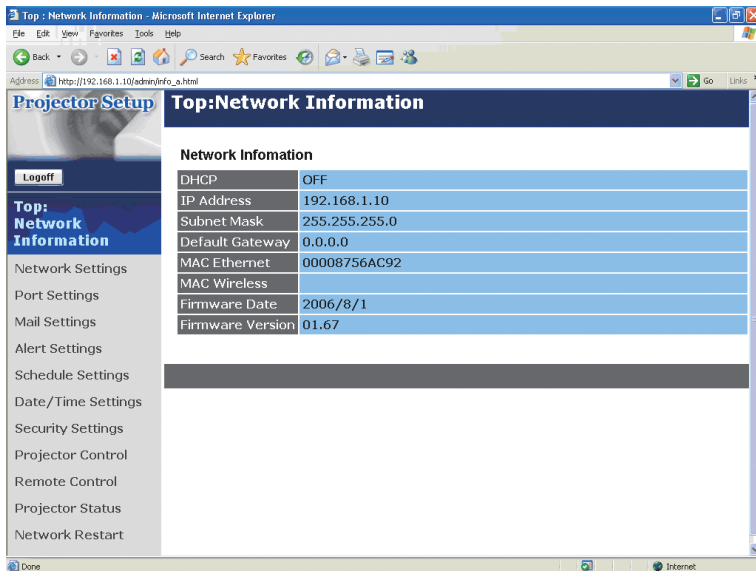 Top : Network Information - Microsoft Internet Explorer
File Edit View Favorites Tools Help
Back Search Favorites
Address http://192.168.1.10/admin/info_a.html Go Links
Projector Setup
Top:Network Information
Logoff
Top:
Network
Information
Network Settings
Port Settings
Mail Settings
Alert Settings
Schedule Settings
Date/Time Settings
Security Settings
Projector Control
Remote Control
Projector Status
Network Restart
Network Infomation
DHCP OFF
IP Address 192.168.1.10
Subnet Mask 255.255.255.0
Default Gateway 0.0.0.0
MAC Ethernet 00008756AC92
MAC Wireless
Firmware Date 2006/8/1
Firmware Version 01.67
Done Internet